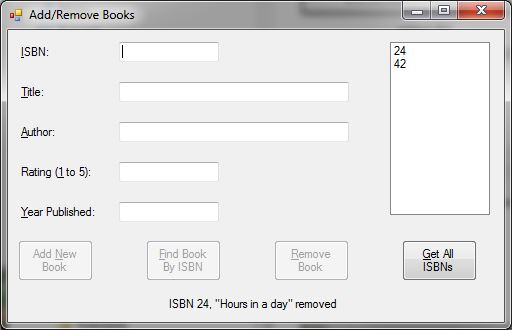 Add/Remove Books
ISBN:
24
42
Title:
Author:
Rating (1 to 5):
Year Published:
Add New
Book
Find Book
By ISBN
Remove
Book
Get All
ISBNs
ISBN 24, "Hours in a day" removed